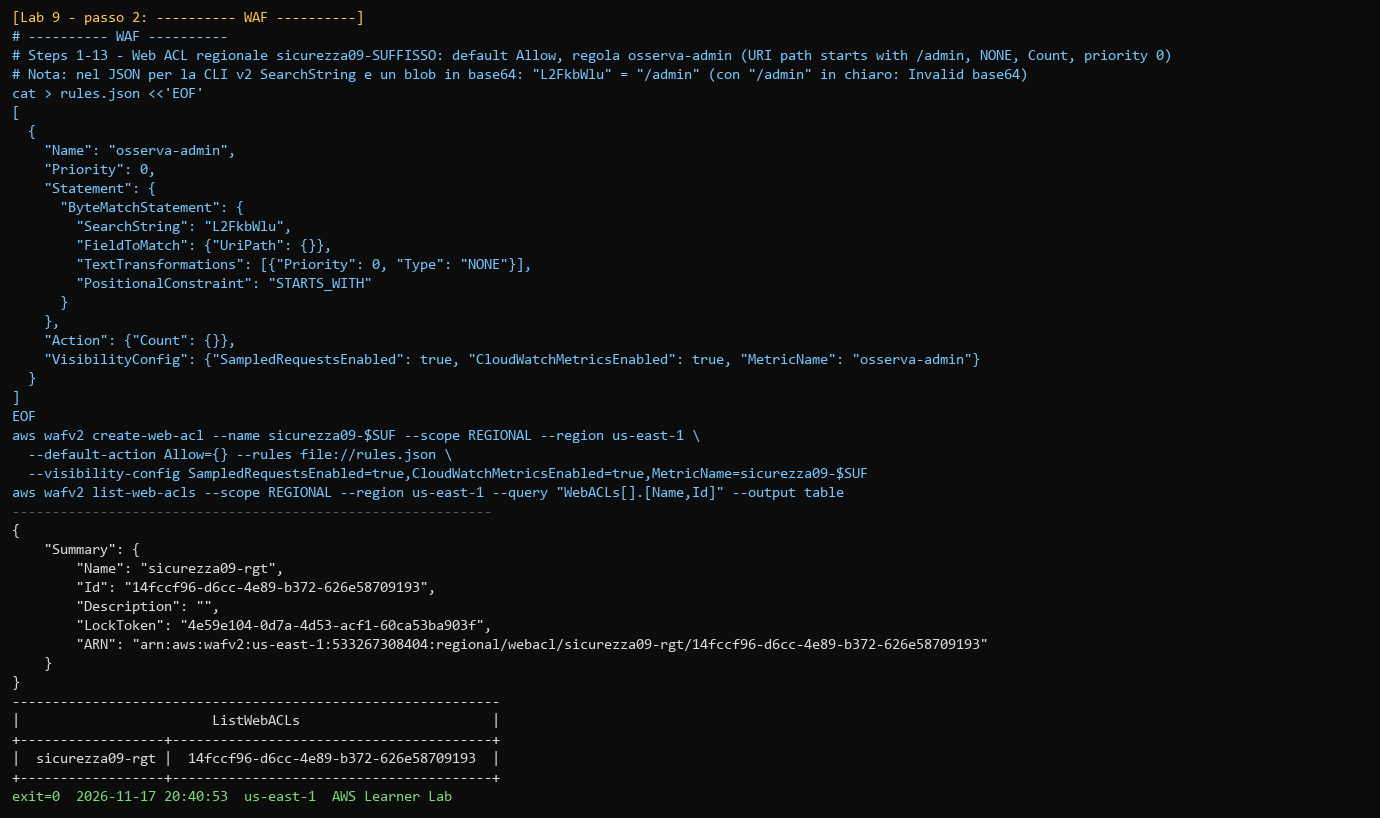 [Lab 9 - passo 2: ---------- WAF ----------]
# ---------- WAF ----------
# Steps 1-13 - Web ACL regionale sicurezza09-SUFFISSO: default Allow, regola osserva-admin (URI path starts with /admin, NONE, Count, priority 0)
# Nota: nel JSON per la CLI v2 SearchString e un blob in base64: "L2FkbWlu" = "/admin" (con "/admin" in chiaro: Invalid base64)
cat > rules.json <<'EOF'
[
  {
    "Name": "osserva-admin",
    "Priority": 0,
    "Statement": {
      "ByteMatchStatement": {
        "SearchString": "L2FkbWlu",
        "FieldToMatch": {"UriPath": {}},
        "TextTransformations": [{"Priority": 0, "Type": "NONE"}],
        "PositionalConstraint": "STARTS_WITH"
      }
    },
    "Action": {"Count": {}},
    "VisibilityConfig": {"SampledRequestsEnabled": true, "CloudWatchMetricsEnabled": true, "MetricName": "osserva-admin"}
  }
]
EOF
aws wafv2 create-web-acl --name sicurezza09-$SUF --scope REGIONAL --region us-east-1 \
  --default-action Allow={} --rules file://rules.json \
  --visibility-config SampledRequestsEnabled=true,CloudWatchMetricsEnabled=true,MetricName=sicurezza09-$SUF
aws wafv2 list-web-acls --scope REGIONAL --region us-east-1 --query "WebACLs[].[Name,Id]" --output table
------------------------------------------------------------
{
    "Summary": {
        "Name": "sicurezza09-rgt",
        "Id": "14fccf96-d6cc-4e89-b372-626e58709193",
        "Description": "",
        "LockToken": "4e59e104-0d7a-4d53-acf1-60ca53ba903f",
        "ARN": "arn:aws:wafv2:us-east-1:533267308404:regional/webacl/sicurezza09-rgt/14fccf96-d6cc-4e89-b372-626e58709193"
    }
}
-------------------------------------------------------------
|                        ListWebACLs                        |
+------------------+----------------------------------------+
|  sicurezza09-rgt |  14fccf96-d6cc-4e89-b372-626e58709193  |
+------------------+----------------------------------------+
exit=0  2026-11-17 20:40:53  us-east-1  AWS Learner Lab